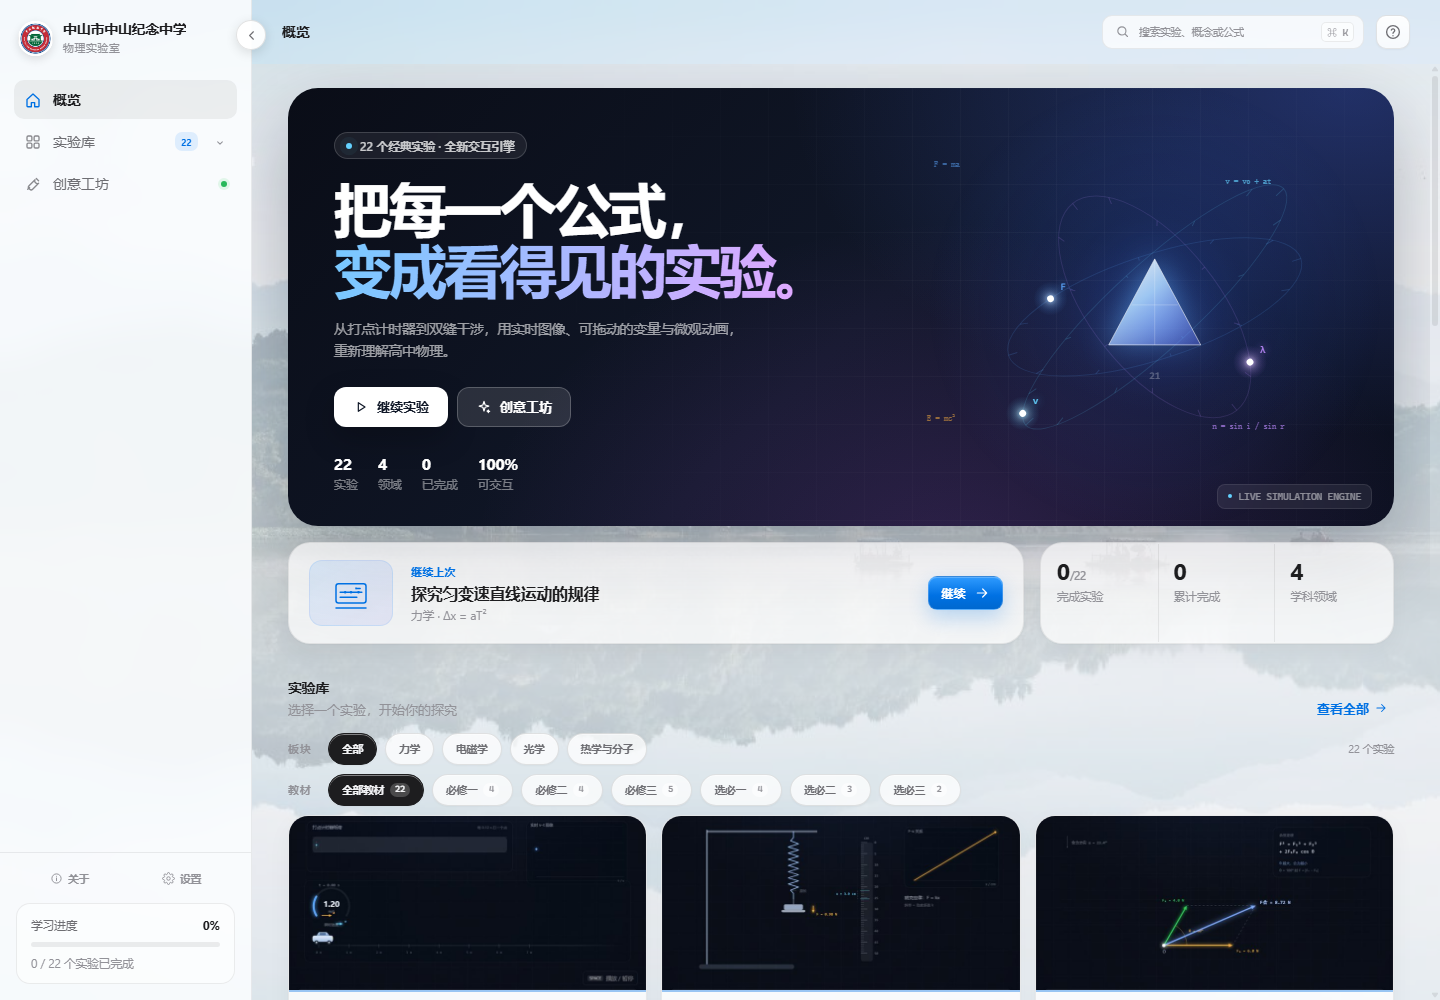 中山市中山纪念中学
物理实验室
概览
搜索实验、概念或公式
⌘ K
概览
实验库
22
创意工坊
22 个经典实验 · 全新交互引擎
把每一个公式，
变成看得见的实验。
从打点计时器到双缝干涉，用实时图像、可拖动的变量与微观动画，
重新理解高中物理。
继续实验
创意工坊
22
实验
4
领域
0
已完成
100%
可交互
F = ma
v = v₀ + at
F
λ
21
v
E = mc²
n = sin i / sin r
LIVE SIMULATION ENGINE
继续上次
探究匀变速直线运动的规律
力学 · Δx = aT²
继续
0/22
完成实验
0
累计完成
4
学科领域
实验库
选择一个实验，开始你的探究
查看全部
板块
全部
力学
电磁学
光学
热学与分子
22 个实验
教材
全部教材 22
必修一 4
必修二 4
必修三 5
选必一 4
选必二 3
选必三 2
1.20
关于
设置
学习进度
0%
0 / 22 个实验已完成